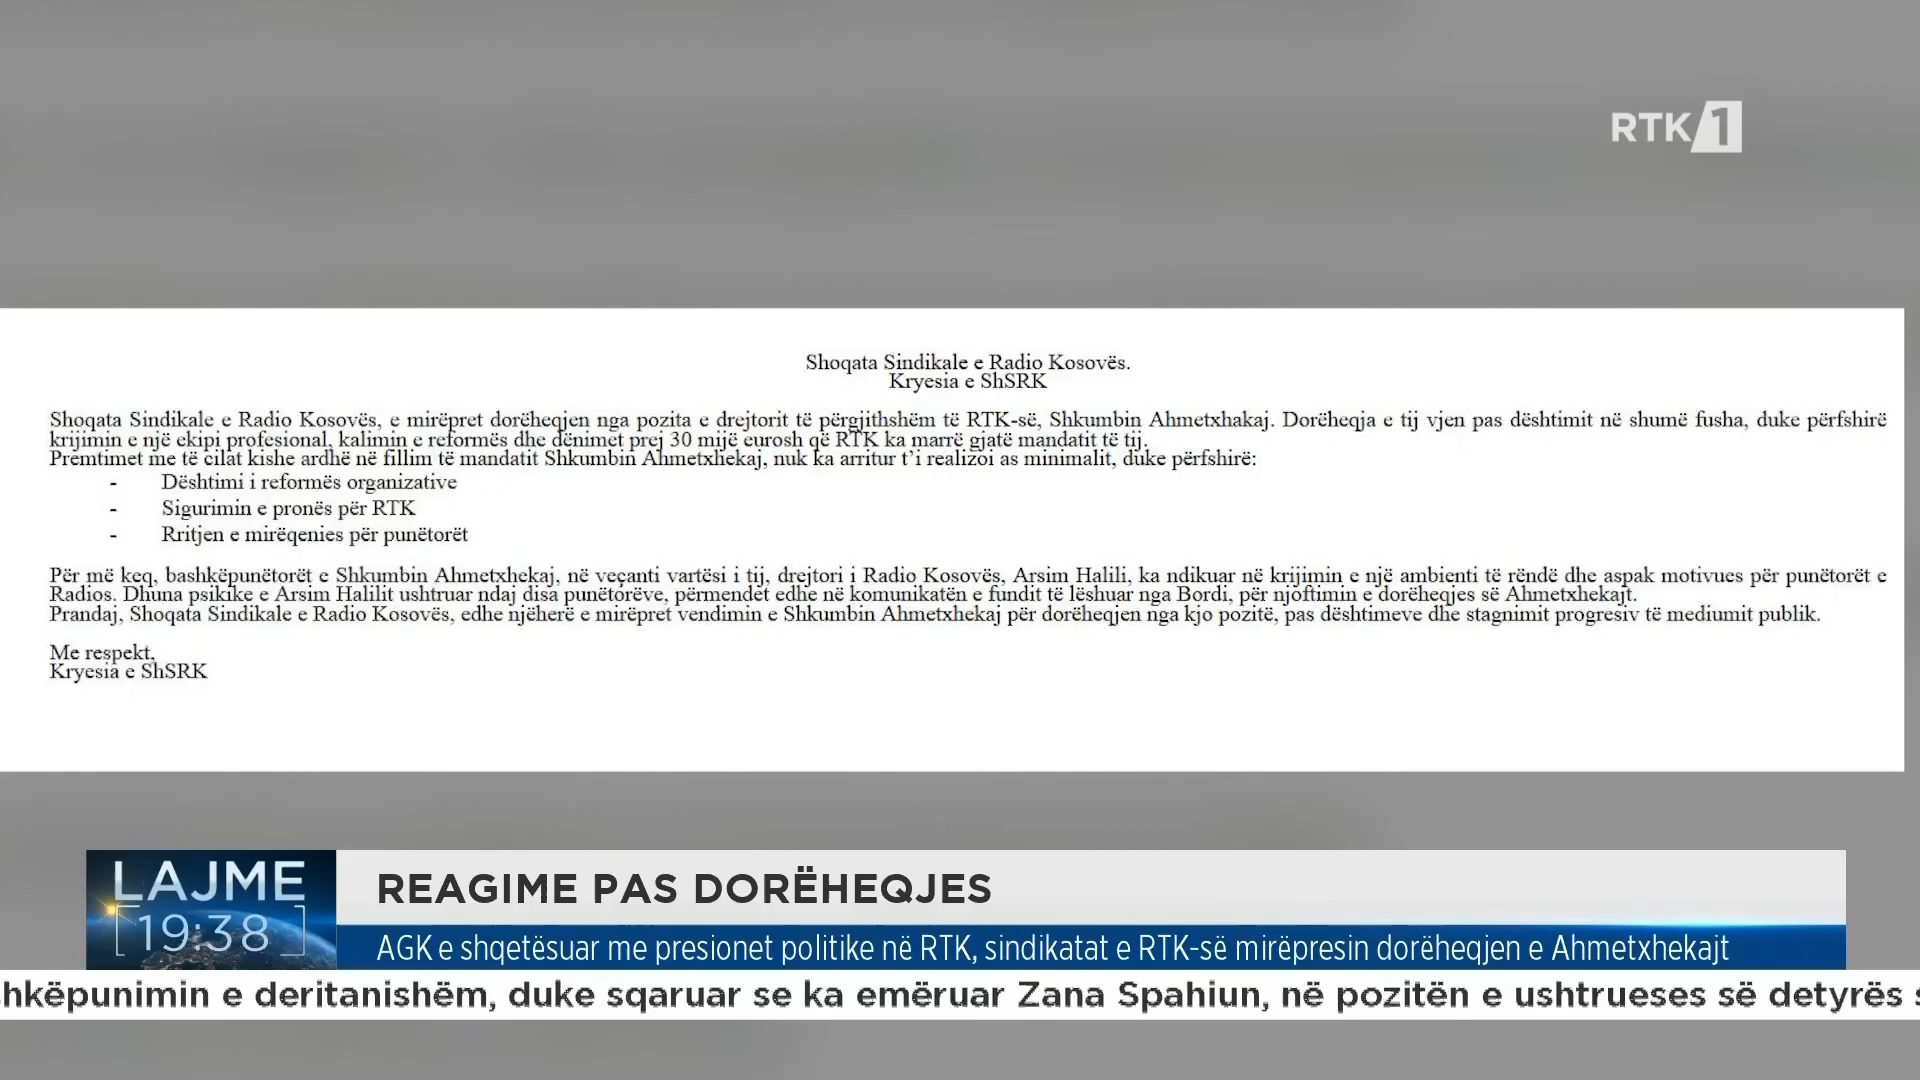 RTK 1
Shoqata Sindikale e Radio Kosovës.
Kryesia e ShSRK
Shoqata Sindikale e Radio Kosovës, e mirëpret dorëheqjen nga pozita e drejtorit të përgjithshëm të RTK-së, Shkumbin Ahmetxhakaj. Dorëheqja e tij vjen pas dështimit në shumë fusha, duke përfshirë
krijimin e një ekipi profesional, kalimin e reformës dhe dënimet prej 30 mijë eurosh që RTK ka marrë gjatë mandatit të tij.
Premtimet me të cilat kishe ardhë në fillim të mandatit Shkumbin Ahmetxhekaj, nuk ka arritur t’i realizoi as minimalit, duke përfshirë:
- Dështimi i reformës organizative
- Sigurimin e pronës për RTK
- Rritjen e mirëqenies për punëtorët
Për më keq, bashkëpunëtorët e Shkumbin Ahmetxhekaj, në veçanti vartësi i tij, drejtori i Radio Kosovës, Arsim Halili, ka ndikuar në krijimin e një ambienti të rëndë dhe aspak motivues për punëtorët e
Radios. Dhuna psikike e Arsim Halilit ushtruar ndaj disa punëtorëve, përmendet edhe në komunikatën e fundit të lëshuar nga Bordi, për njoftimin e dorëheqjes së Ahmetxhekajt.
Prandaj, Shoqata Sindikale e Radio Kosovës, edhe njëherë e mirëpret vendimin e Shkumbin Ahmetxhekaj për dorëheqjen nga kjo pozitë, pas dështimeve dhe stagnimit progresiv të mediumit publik.
Me respekt,
Kryesia e ShSRK
LAJME
19:38
REAGIME PAS DORËHEQJES
AGK e shqetësuar me presionet politike në RTK, sindikatat e RTK-së mirëpresin dorëheqjen e Ahmetxhekajt
hkëpunimin e deritanishëm, duke sqaruar se ka emëruar Zana Spahiun, në pozitën e ushtrueses së detyrës s